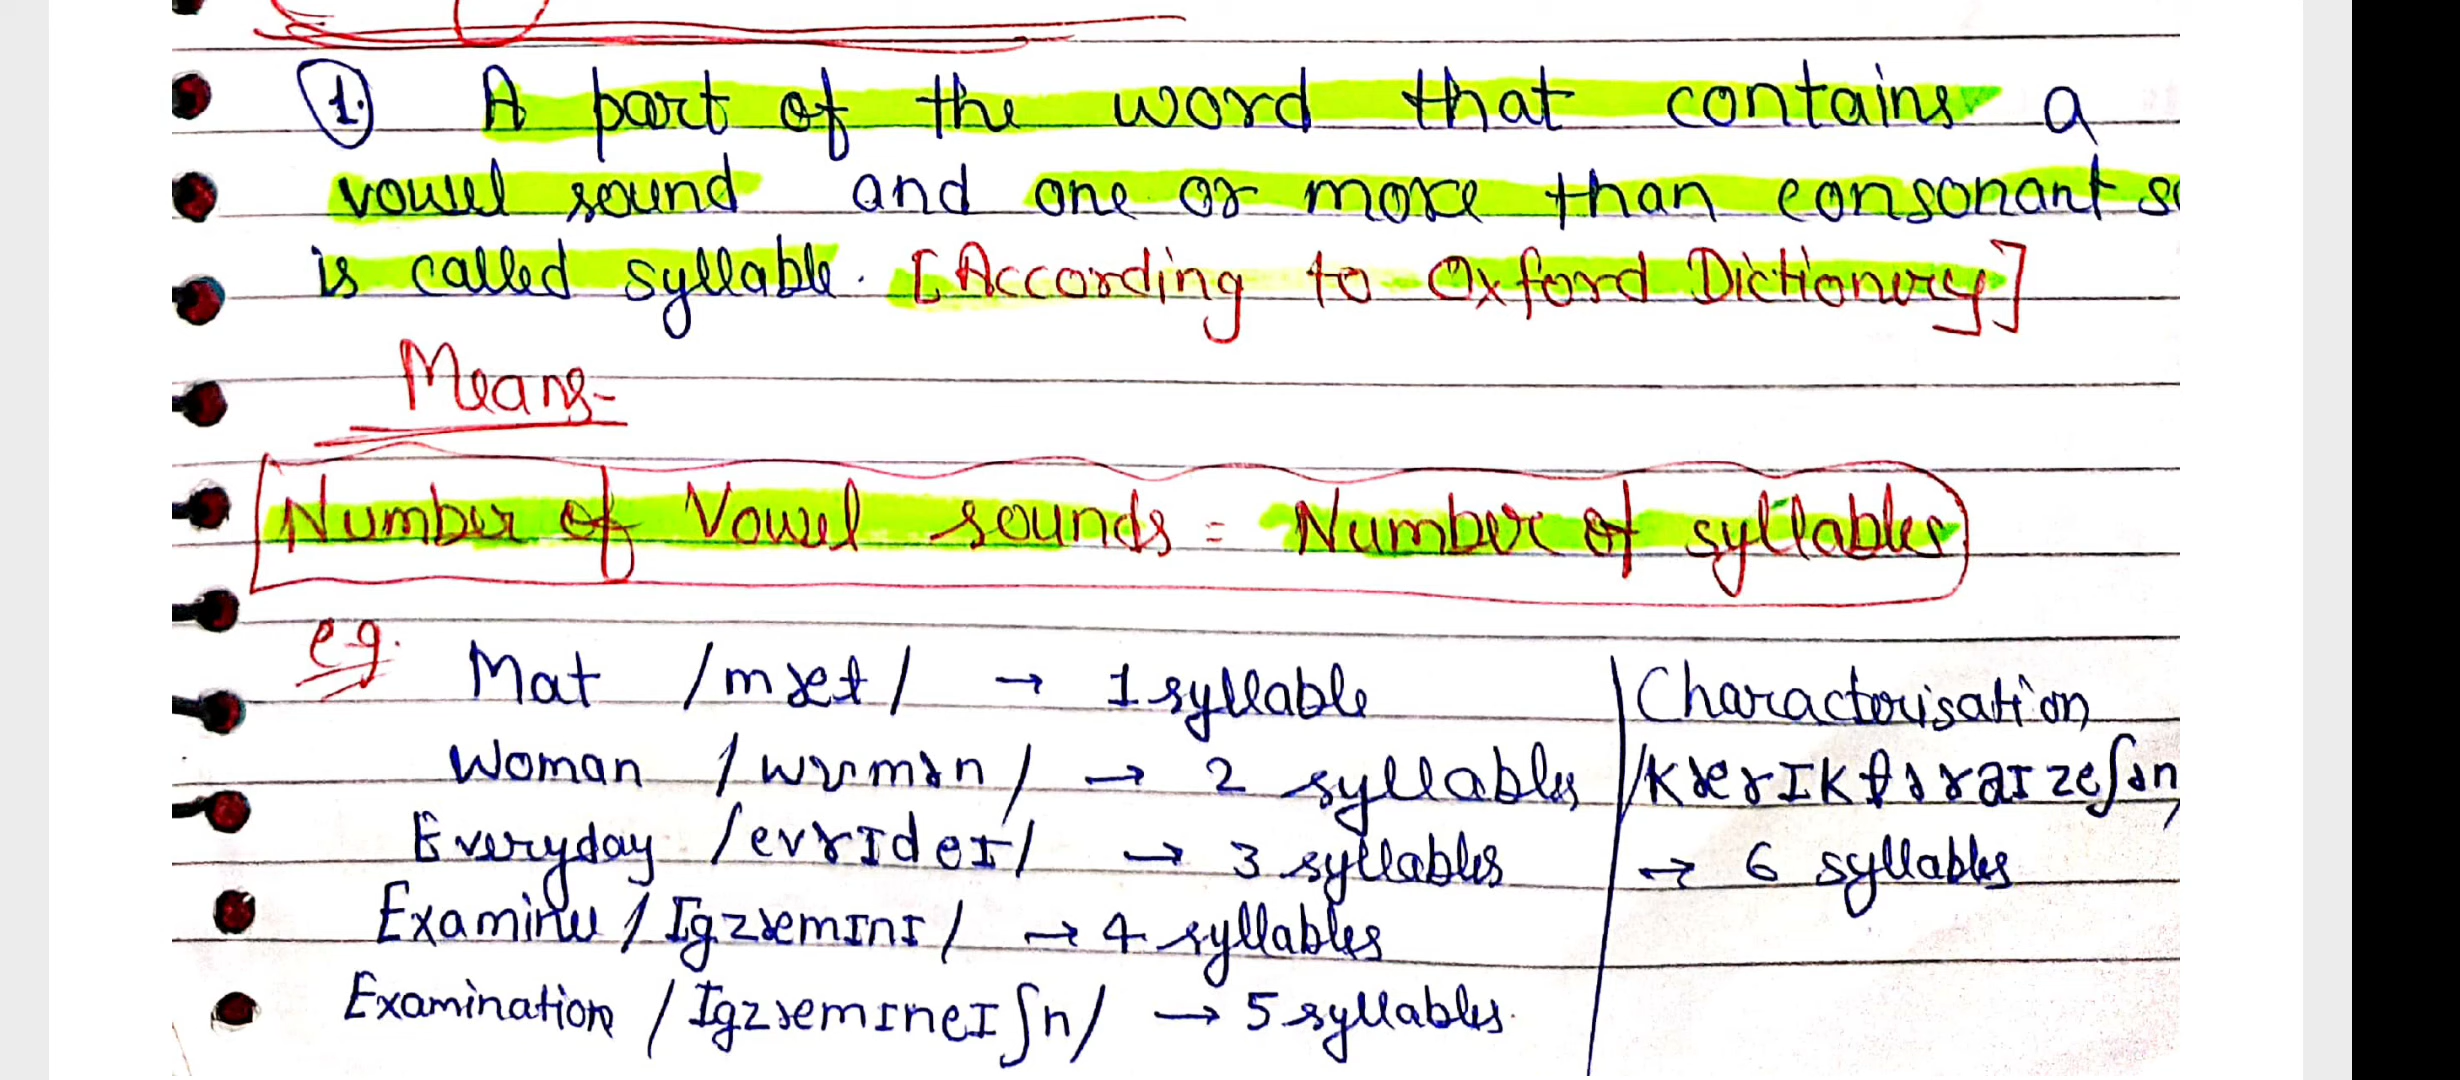 1. A part of the word that contains a
vowel sound and one or more than consonant
is called syllable. [According to Oxford Dictionary]
Means-
Number of Vowel sounds = Number of syllables
e.g. Mat /mæt/ → 1 syllable
Woman /wʊmən/ → 2 syllables
Everyday /evrɪdeɪ/ → 3 syllables
Examinee /ɪgzæmɪnɪ/ → 4 syllables
Examination /ɪgzæmɪneɪʃn/ → 5 syllables.
Characterisation
/kærɪktəraɪzeʃən
→ 6 syllables